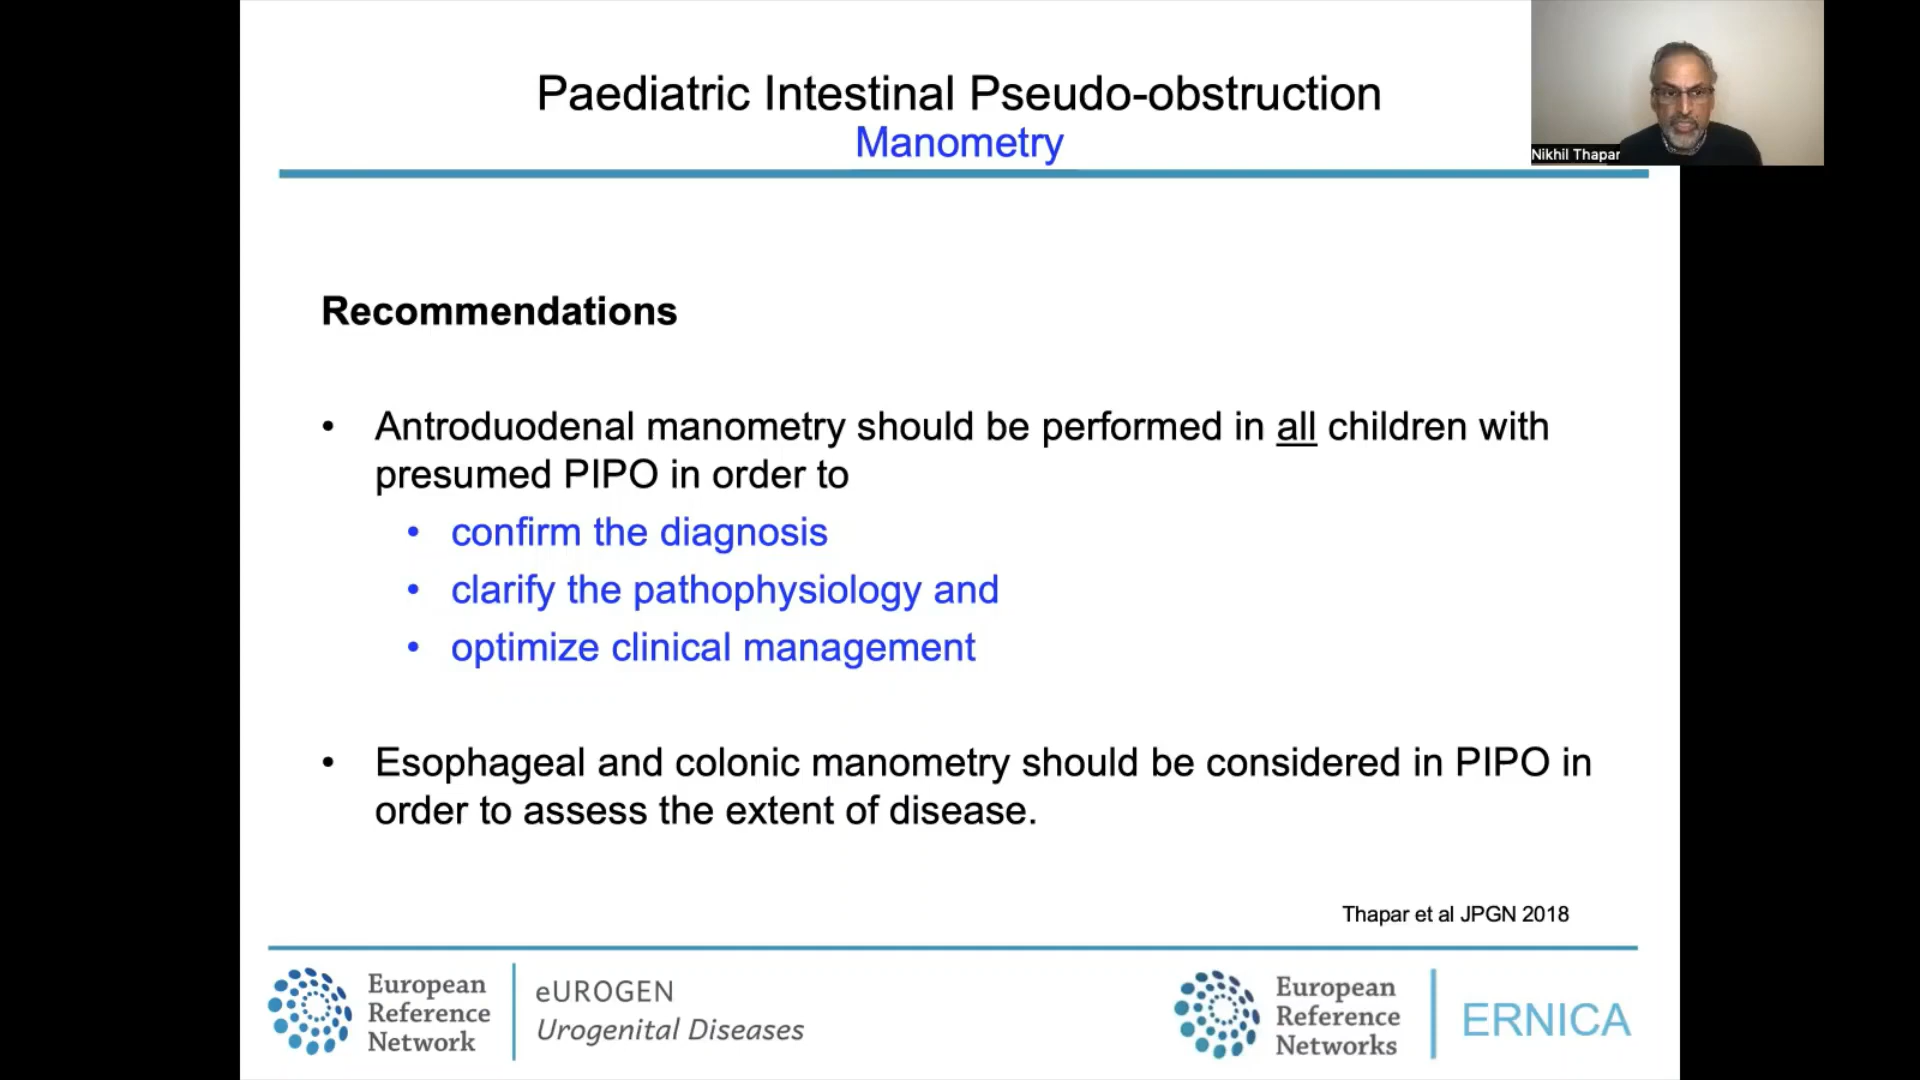 Paediatric Intestinal Pseudo-obstruction
Manometry
Nikhil Thapar
Recommendations
• Antroduodenal manometry should be performed in all children with
presumed PIPO in order to
• confirm the diagnosis
• clarify the pathophysiology and
• optimize clinical management
• Esophageal and colonic manometry should be considered in PIPO in
order to assess the extent of disease.
Thapar et al JPGN 2018
European
Reference
Network
eUROGEN
Urogenital Diseases
European
Reference
Networks
ERNICA